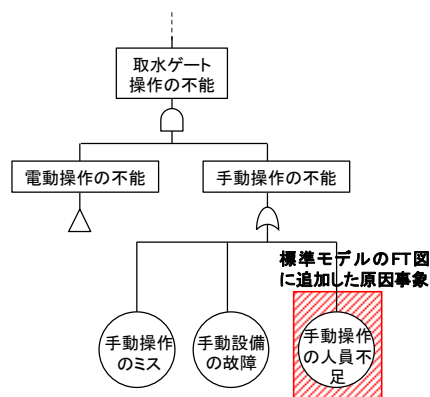 取水ゲート
操作の不能
電動操作の不能
手動操作の不能
標準モデルのFT図
に追加した原因事象
手動操作
のミス
手動設備
の故障
手動操作
の人員不
足